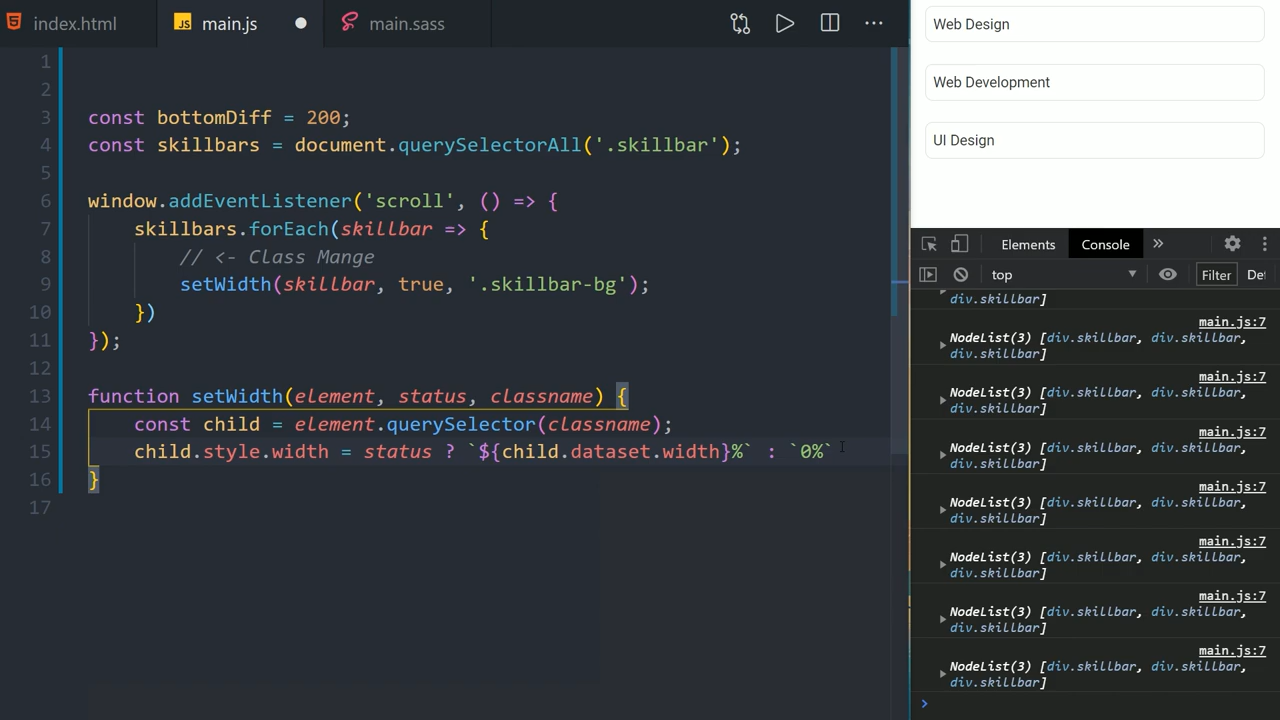 index.html
JS main.js
main.sass
1
2
3 const bottomDiff = 200;
4 const skillbars = document.querySelectorAll('.skillbar');
5
6 window.addEventListener('scroll', () => {
7 skillbars.forEach(skillbar => {
8 // <- Class Mange
9 setWidth(skillbar, true, '.skillbar-bg');
10 })
11 });
12
13 function setWidth(element, status, classname) {
14 const child = element.querySelector(classname);
15 child.style.width = status ? `${child.dataset.width}%` : `0%`
16 }
17
Web Design
Web Development
UI Design
Elements Console »
top Filter De
div.skillbar]
main.js:7
NodeList(3) [div.skillbar, div.skillbar,
div.skillbar]
main.js:7
NodeList(3) [div.skillbar, div.skillbar,
div.skillbar]
main.js:7
NodeList(3) [div.skillbar, div.skillbar,
div.skillbar]
main.js:7
NodeList(3) [div.skillbar, div.skillbar,
div.skillbar]
main.js:7
NodeList(3) [div.skillbar, div.skillbar,
div.skillbar]
main.js:7
NodeList(3) [div.skillbar, div.skillbar,
div.skillbar]
main.js:7
NodeList(3) [div.skillbar, div.skillbar,
div.skillbar]